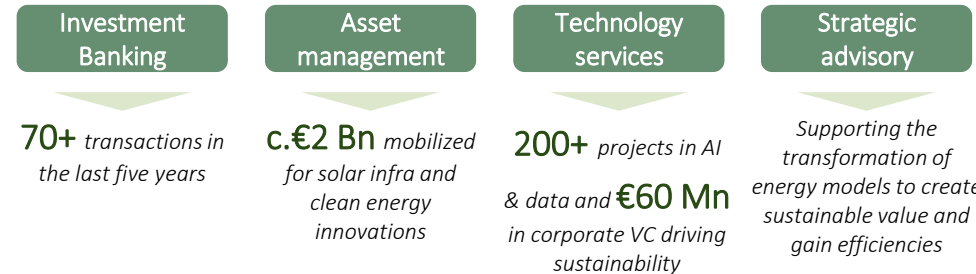 Investment
Banking
70+ transactions in
the last five years
Asset
management
c.€2 Bn mobilized
for solar infra and
clean energy
innovations
Technology
services
200+ projects in AI
& data and €60 Mn
in corporate VC driving
sustainability
Strategic
advisory
Supporting the
transformation of
energy models to create
sustainable value and
gain efficiencies